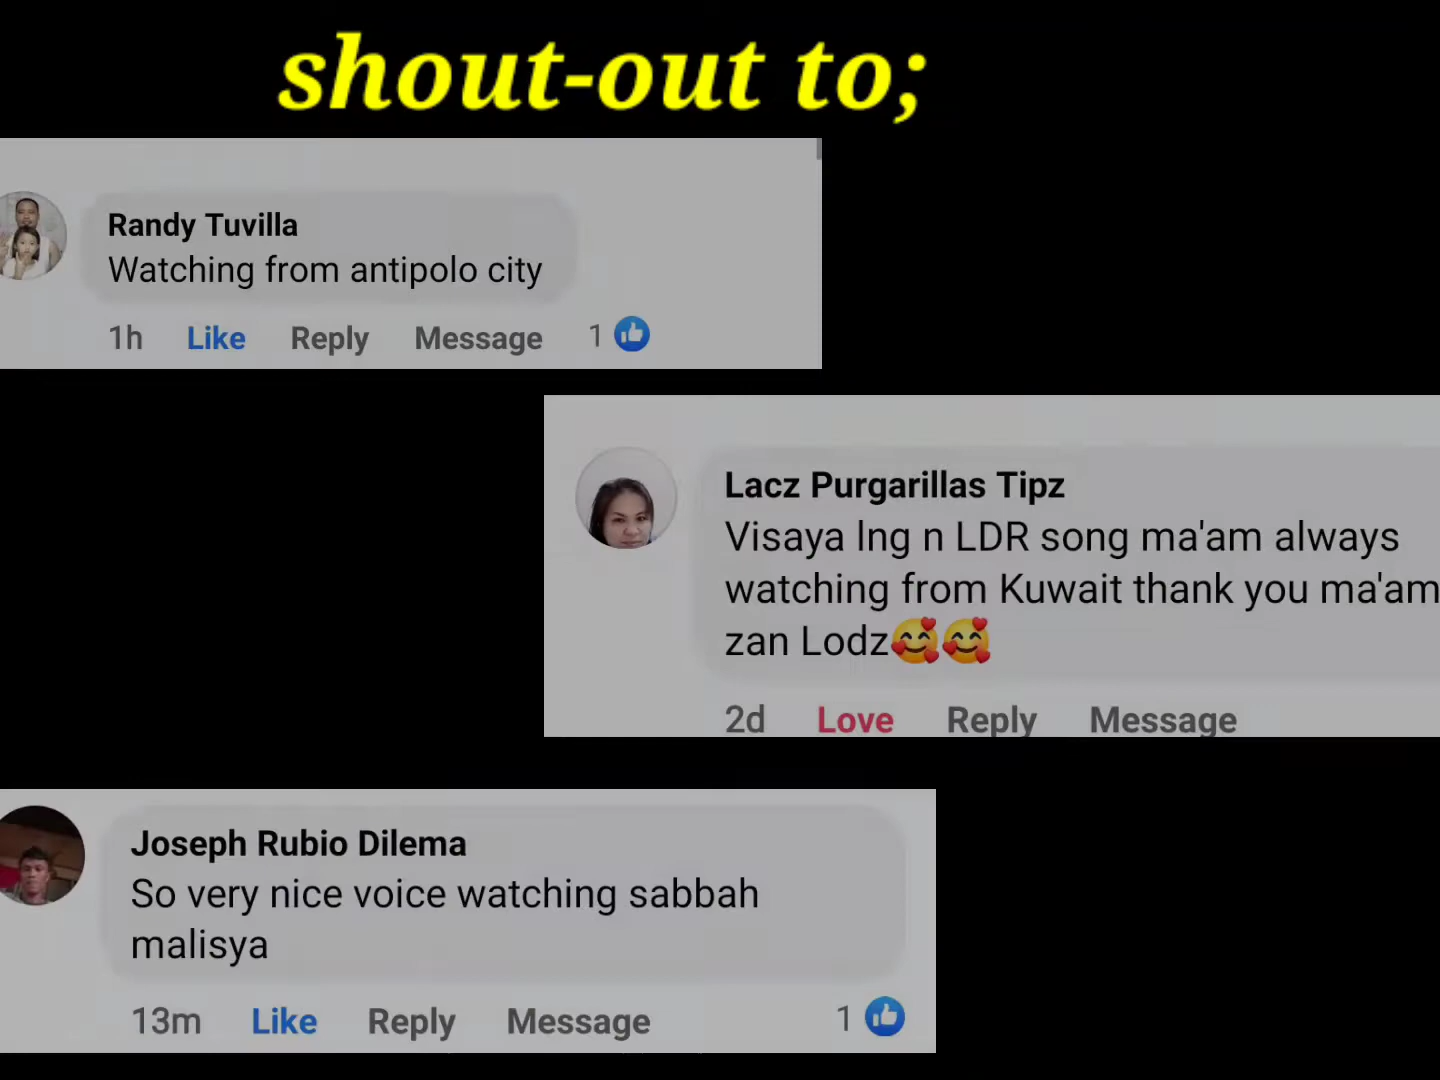 shout-out to;
Randy Tuvilla
Watching from antipolo city
1h Like Reply Message 1
Lacz Purgarillas Tipz
Visaya lng n LDR song ma'am always
watching from Kuwait thank you ma'am
zan Lodz🥰🥰
2d Love Reply Message
Joseph Rubio Dilema
So very nice voice watching sabbah
malisya
13m Like Reply Message 1